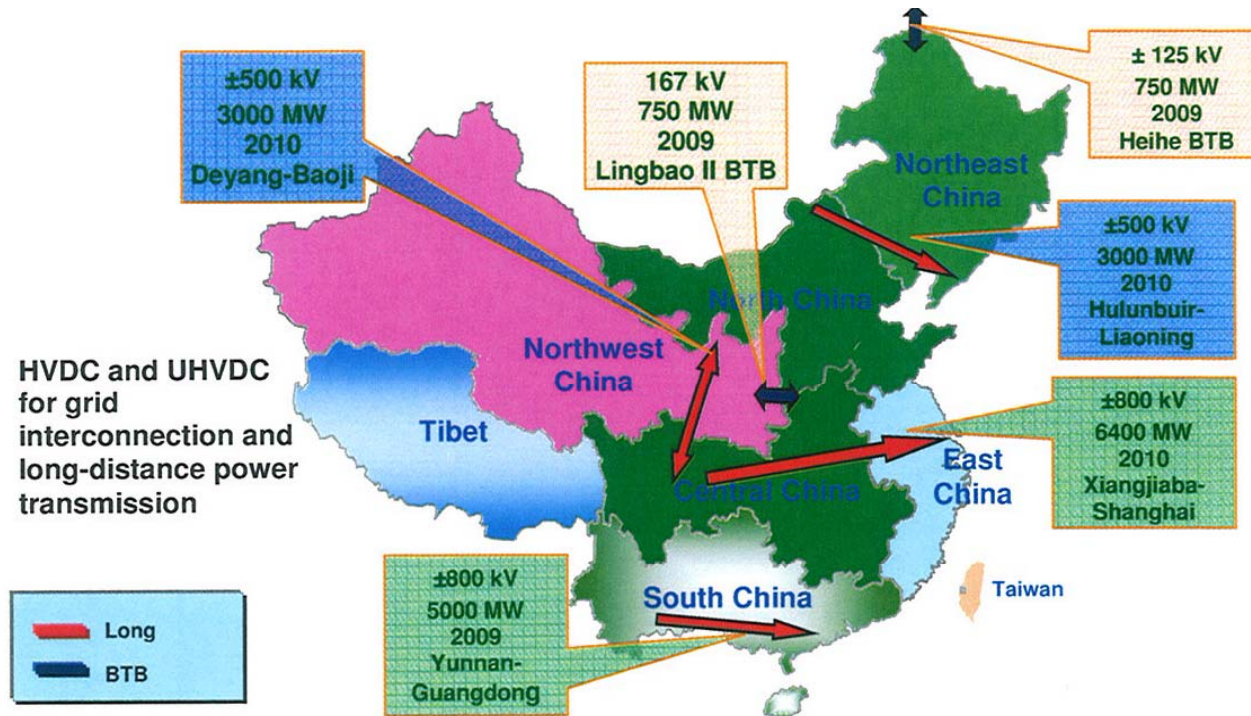 ±500 kV
3000 MW
2010
Deyang-Baoji
167 kV
750 MW
2009
Lingbao II BTB
± 125 kV
750 MW
2009
Heihe BTB
Northeast
China
±500 kV
3000 MW
2010
Hulunbuir-
Liaoning
North China
Northwest
China
HVDC and UHVDC
for grid
interconnection and
long-distance power
transmission
Tibet
±800 kV
6400 MW
2010
Xiangjiaba-
Shanghai
East
China
Central China
±800 kV
5000 MW
2009
Yunnan-
Guangdong
South China
Taiwan
Long
BTB